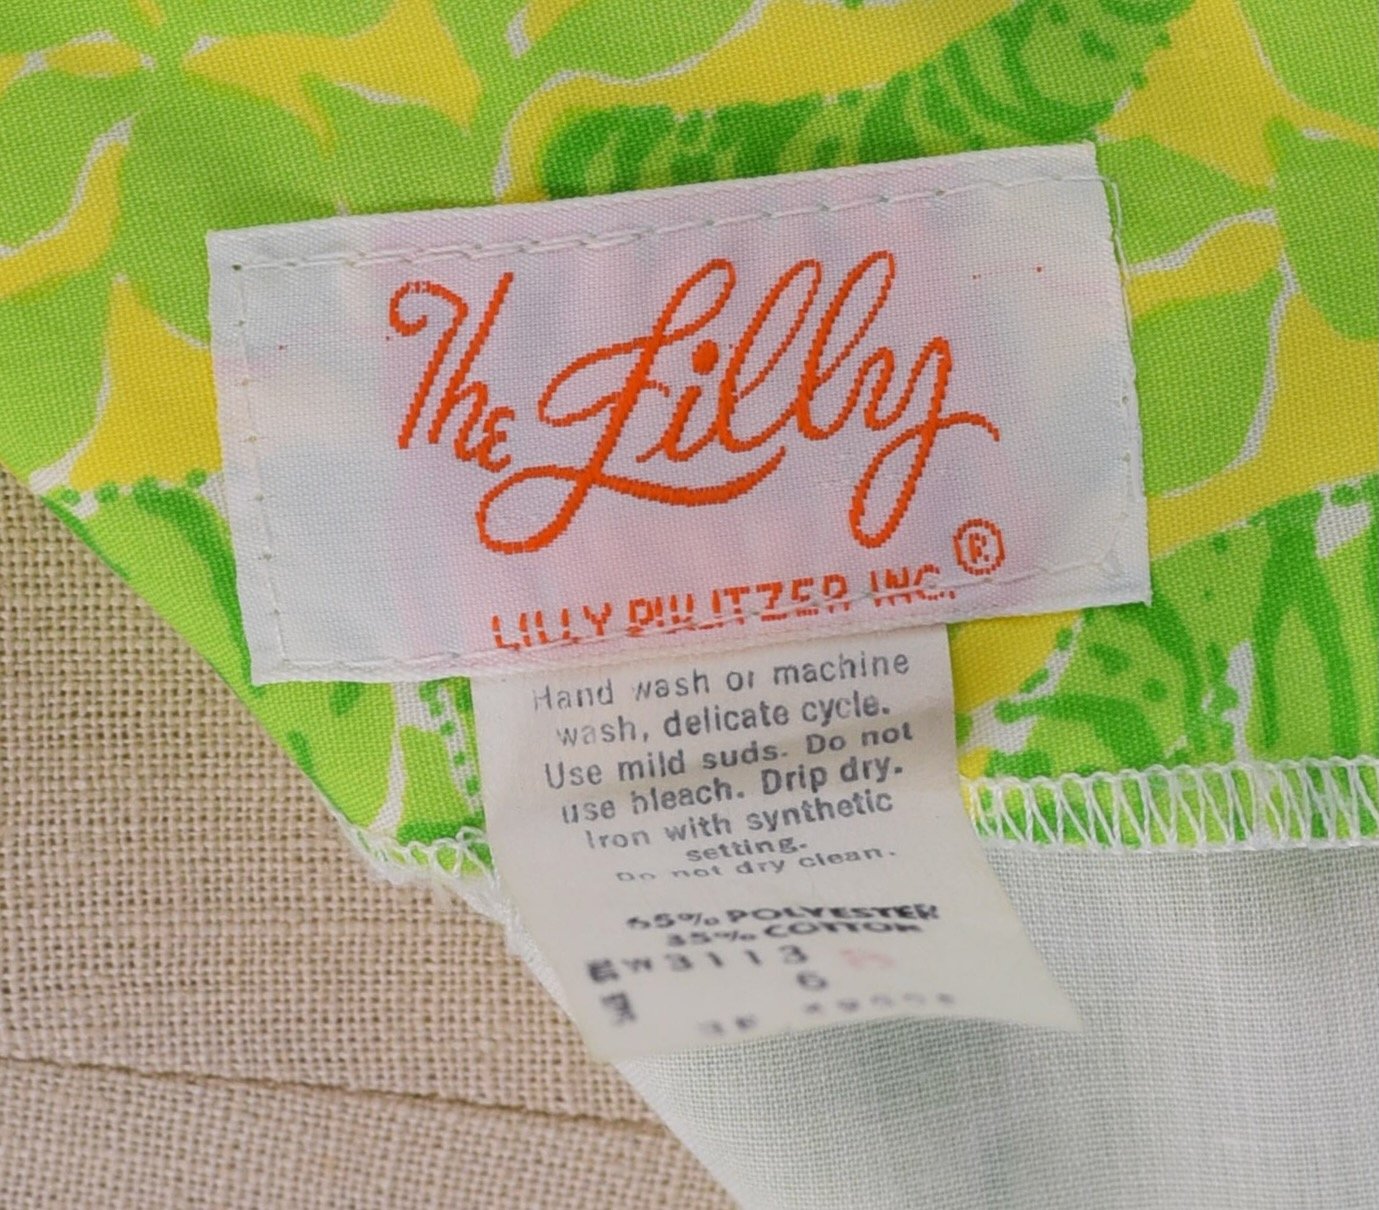 The Lilly
®
LILLY PULITZER INC.
Hand wash or machine
wash, delicate cycle.
Use mild suds. Do not
use bleach. Drip dry.
Iron with synthetic
setting.
Do not dry clean.
65% POLYESTER
35% COTTON
3113
6